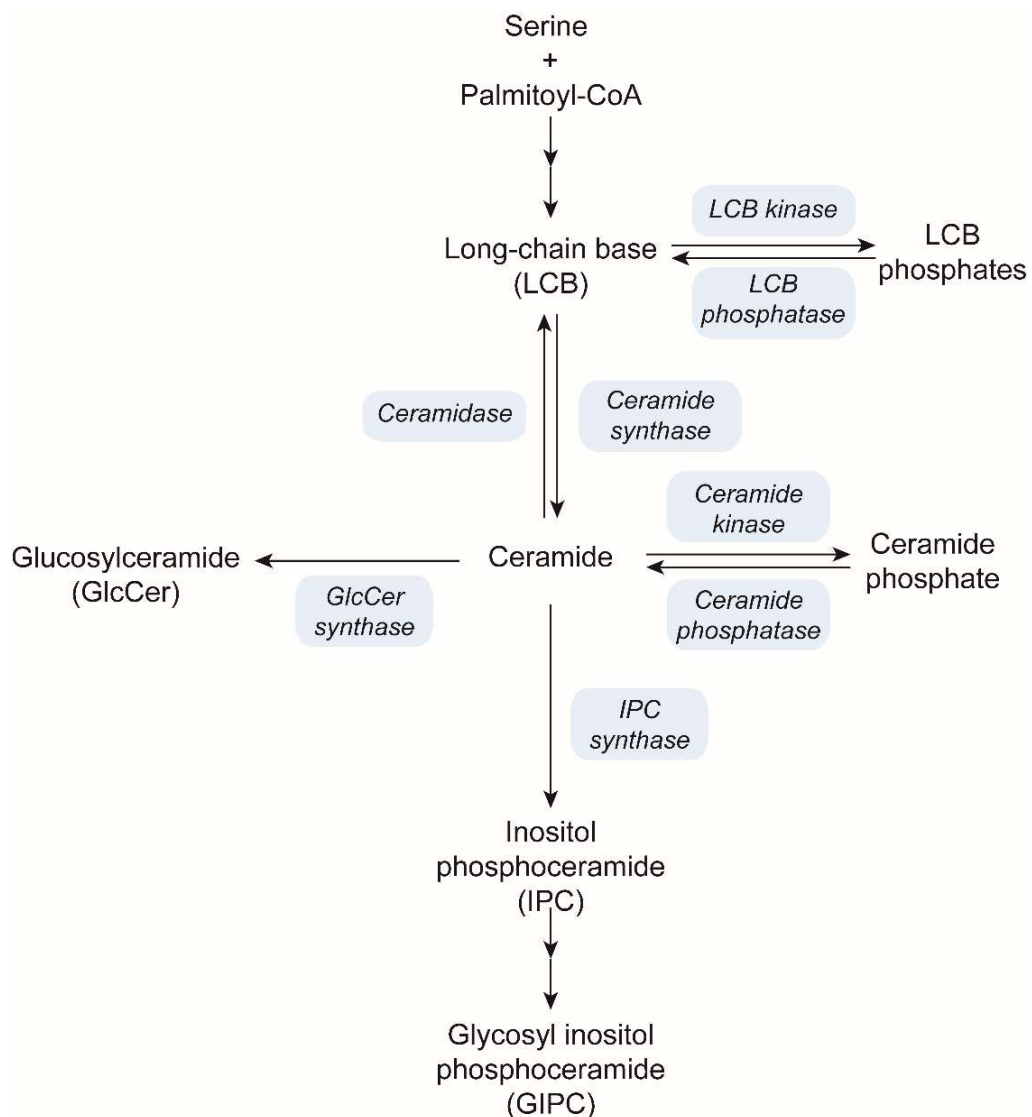 Serine
+
Palmitoyl-CoA
LCB kinase
Long-chain base
(LCB)
LCB
phosphates
LCB
phosphatase
Ceramidase
Ceramide
synthase
Ceramide
kinase
Glucosylceramide
(GlcCer)
Ceramide
Ceramide
phosphate
GlcCer
synthase
Ceramide
phosphatase
IPC
synthase
Inositol
phosphoceramide
(IPC)
Glycosyl inositol
phosphoceramide
(GIPC)